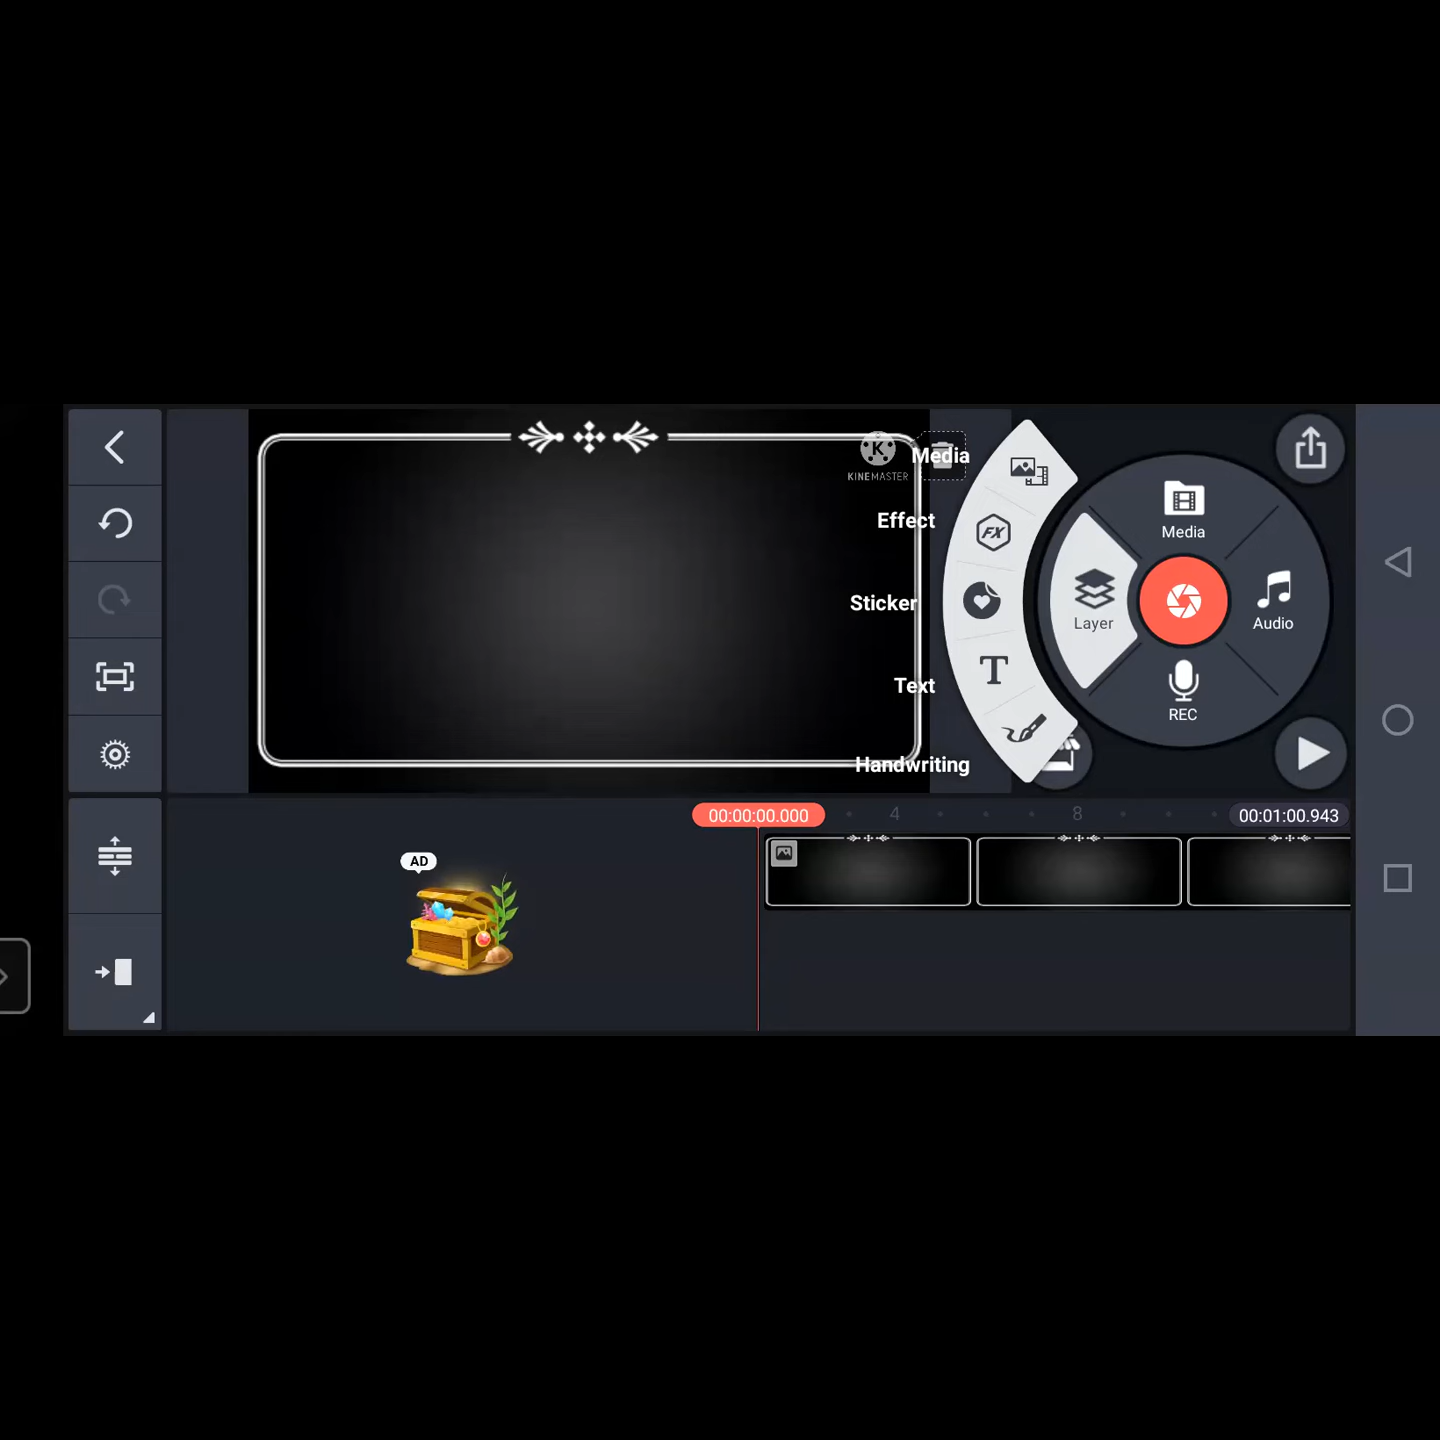 KINEMASTER
Media
Effect
Sticker
Text
Handwriting
FX
Media
Layer
Audio
REC
00:00:00.000
4
8
00:01:00.943
AD